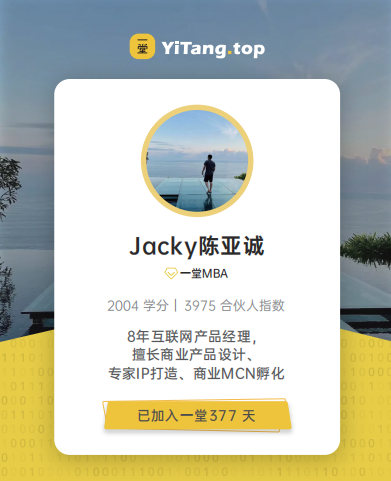 一堂 YiTang.top
Jacky陈亚诚
一堂MBA
2004 学分 | 3975 合伙人指数
8年互联网产品经理，
擅长商业产品设计、
专家IP打造、商业MCN孵化
已加入一堂377 天